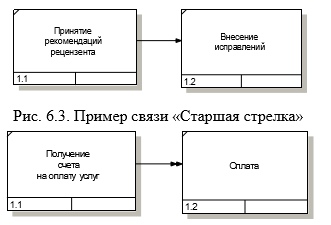 Принятие
рекомендаций
рецензента
1.1
Внесение
исправлений
1.2
Рис. 6.3. Пример связи «Старшая стрелка»
Получение
счета
на оплату услуг
1.1
Сплата
1.2